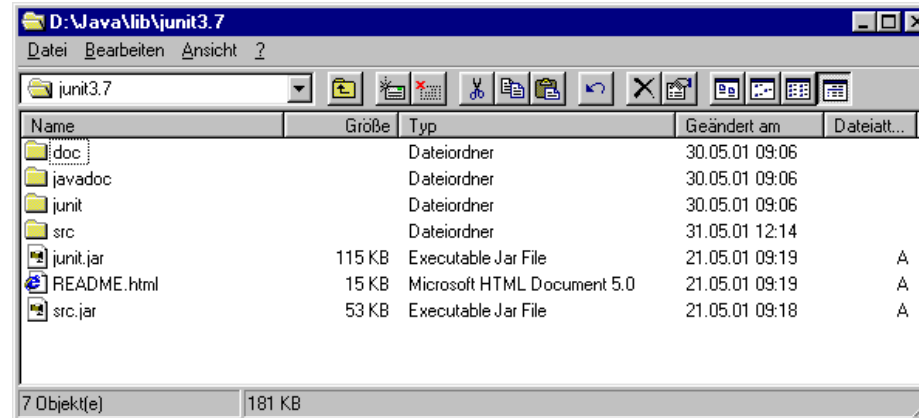 D:\Java\lib\junit3.7
Datei Bearbeiten Ansicht ?
junit3.7
Name Größe Typ Geändert am Dateiatt...
doc Dateiordner 30.05.01 09:06
javadoc Dateiordner 30.05.01 09:06
junit Dateiordner 30.05.01 09:06
src Dateiordner 31.05.01 12:14
junit.jar 115 KB Executable Jar File 21.05.01 09:19 A
README.html 15 KB Microsoft HTML Document 5.0 21.05.01 09:19 A
src.jar 53 KB Executable Jar File 21.05.01 09:18 A
7 Objekt(e) 181 KB